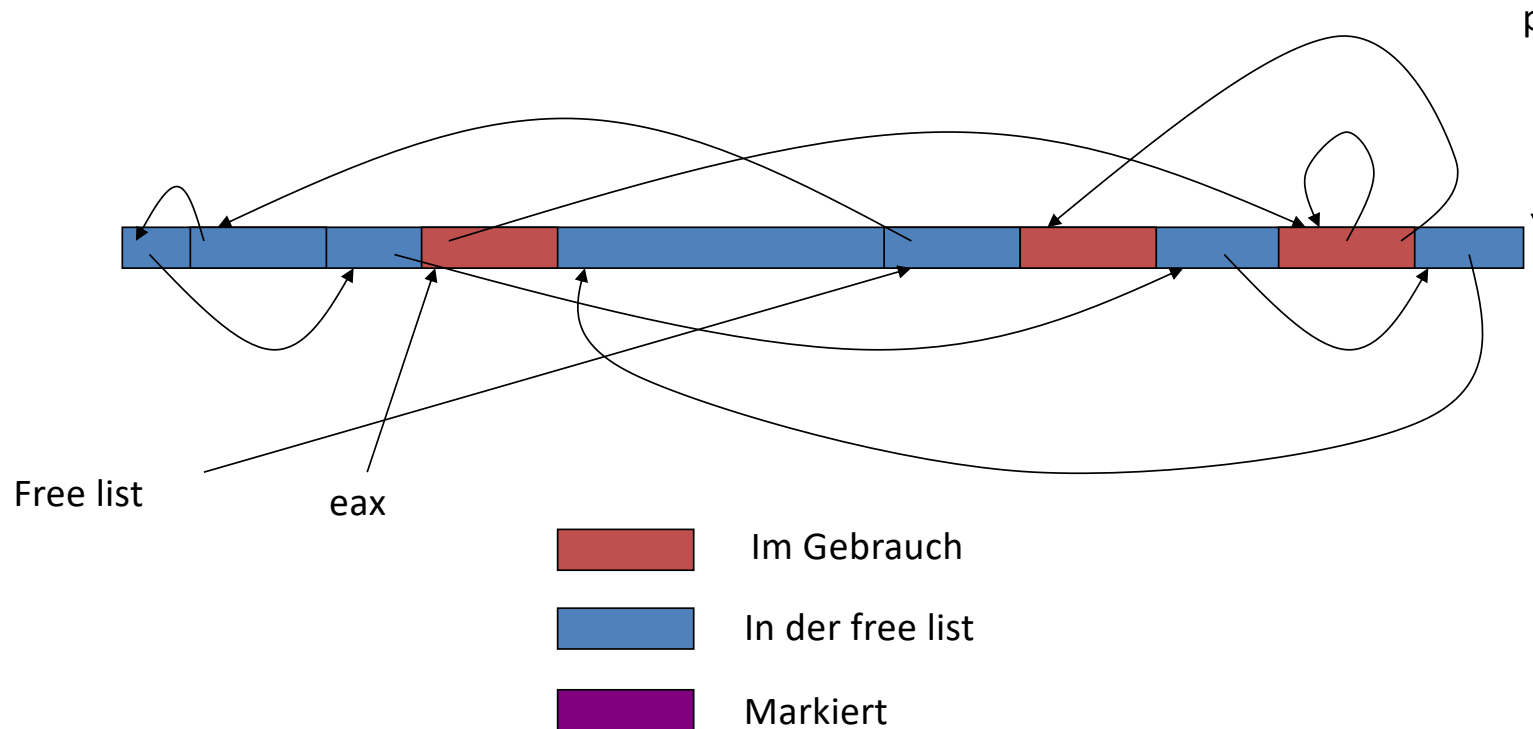 Free list
eax
Im Gebrauch
In der free list
Markiert